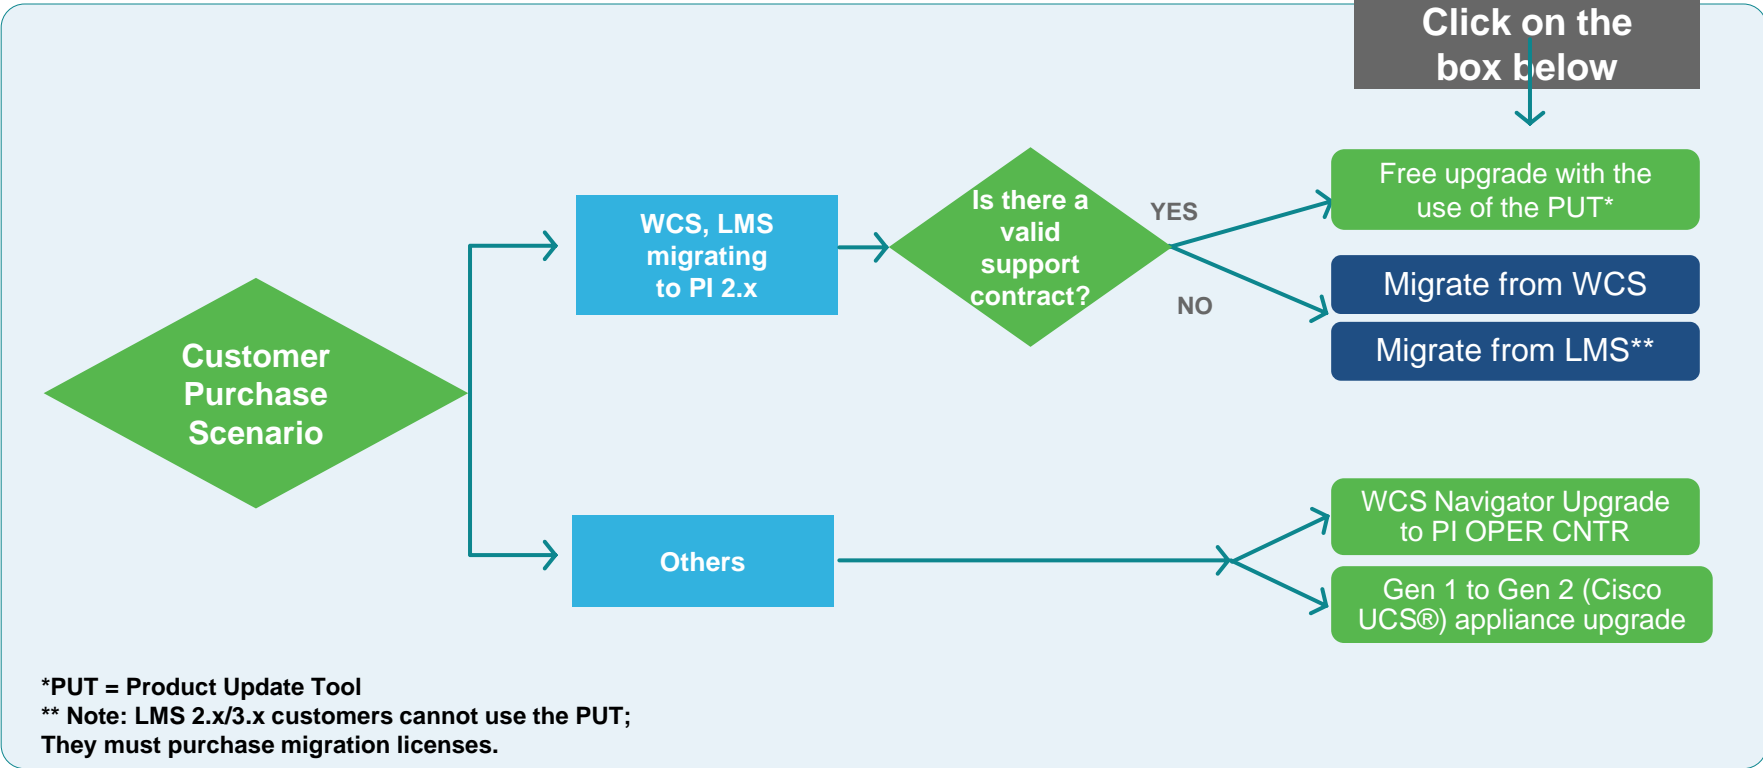 Click on the
box below
Customer
Purchase
Scenario
WCS, LMS
migrating
to PI 2.x
Is there a
valid
support
contract?
YES
NO
Free upgrade with the
use of the PUT*
Migrate from WCS
Migrate from LMS**
Others
WCS Navigator Upgrade
to PI OPER CNTR
Gen 1 to Gen 2 (Cisco
UCS®) appliance upgrade
*PUT = Product Update Tool
** Note: LMS 2.x/3.x customers cannot use the PUT;
They must purchase migration licenses.